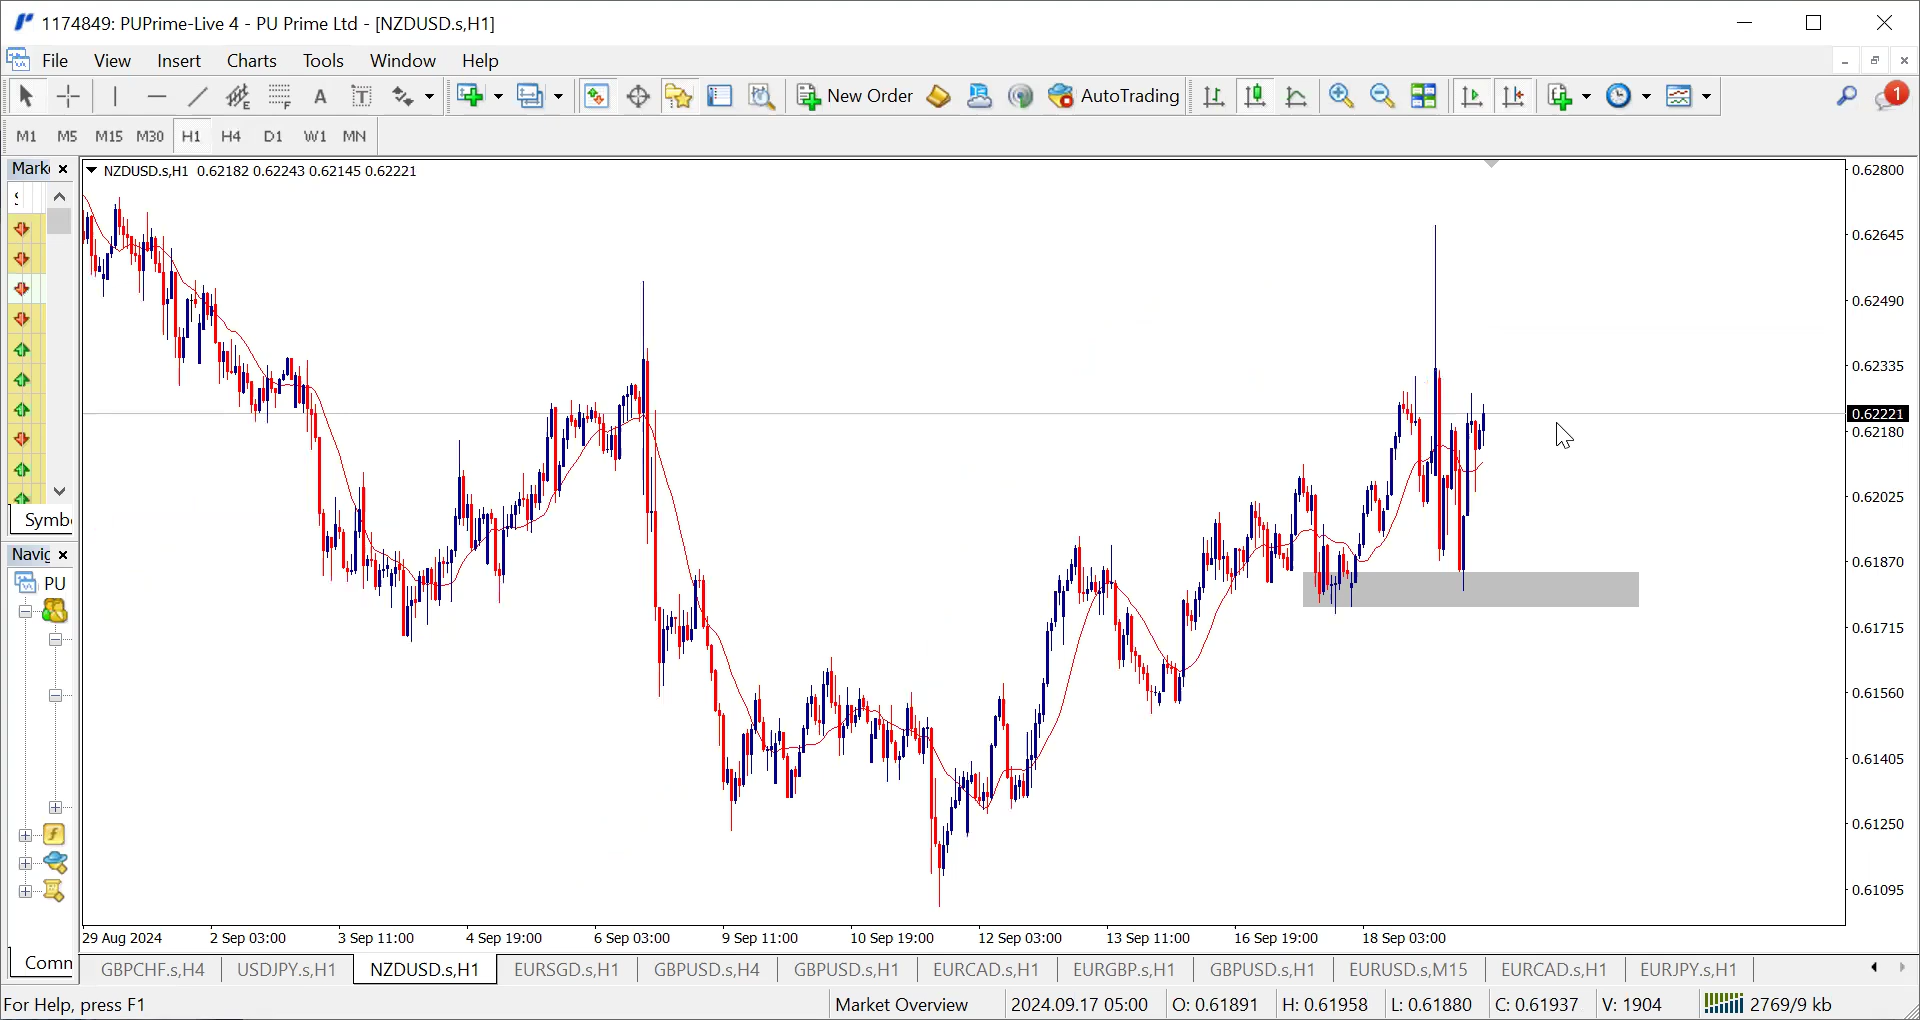 1174849: PUPrime-Live 4 - PU Prime Ltd - [NZDUSD.s,H1]
File View Insert Charts Tools Window Help
New Order AutoTrading 1
M1 M5 M15 M30 H1 H4 D1 W1 MN
Mark
NZDUSD.s,H1 0.62182 0.62243 0.62145 0.62221
0.62800
0.62645
0.62490
0.62335
0.62221
0.62180
0.62025
0.61870
0.61715
0.61560
0.61405
0.61250
0.61095
Symb
Navig
PU
Comm
29 Aug 2024 2 Sep 03:00 3 Sep 11:00 4 Sep 19:00 6 Sep 03:00 9 Sep 11:00 10 Sep 19:00 12 Sep 03:00 13 Sep 11:00 16 Sep 19:00 18 Sep 03:00
GBPCHF.s,H4 USDJPY.s,H1 NZDUSD.s,H1 EURSGD.s,H1 GBPUSD.s,H4 GBPUSD.s,H1 EURCAD.s,H1 EURGBP.s,H1 GBPUSD.s,H1 EURUSD.s,M15 EURCAD.s,H1 EURJPY.s,H1
For Help, press F1 Market Overview 2024.09.17 05:00 O: 0.61891 H: 0.61958 L: 0.61880 C: 0.61937 V: 1904 2769/9 kb